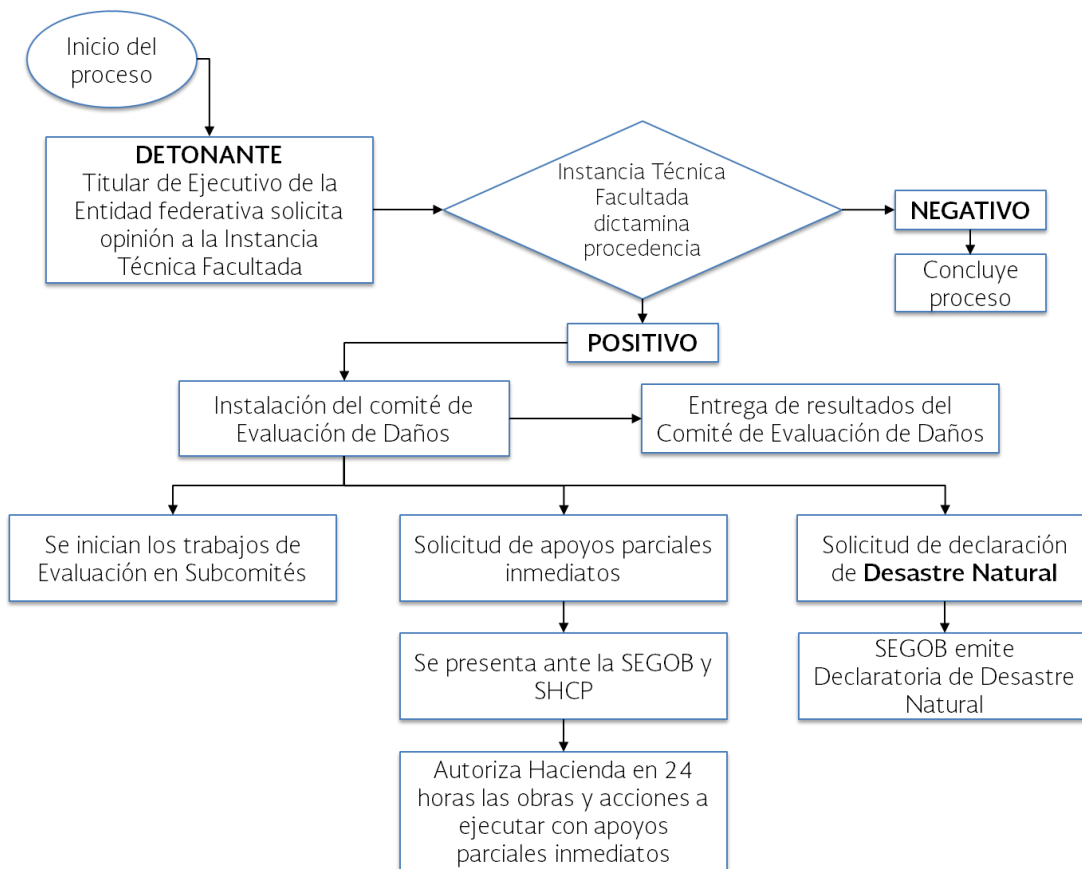 Inicio del
proceso
DETONANTE
Titular de Ejecutivo de la
Entidad federativa solicita
opinión a la Instancia
Técnica Facultada
Instancia Técnica
Facultada
dictamina
procedencia
NEGATIVO
Concluye
proceso
POSITIVO
Instalación del comité de
Evaluación de Daños
Entrega de resultados del
Comité de Evaluación de Daños
Se inician los trabajos de
Evaluación en Subcomités
Solicitud de apoyos parciales
inmediatos
Solicitud de declaración
de Desastre Natural
Se presenta ante la SEGOB y
SHCP
SEGOB emite
Declaratoria de Desastre
Natural
Autoriza Hacienda en 24
horas las obras y acciones a
ejecutar con apoyos
parciales inmediatos